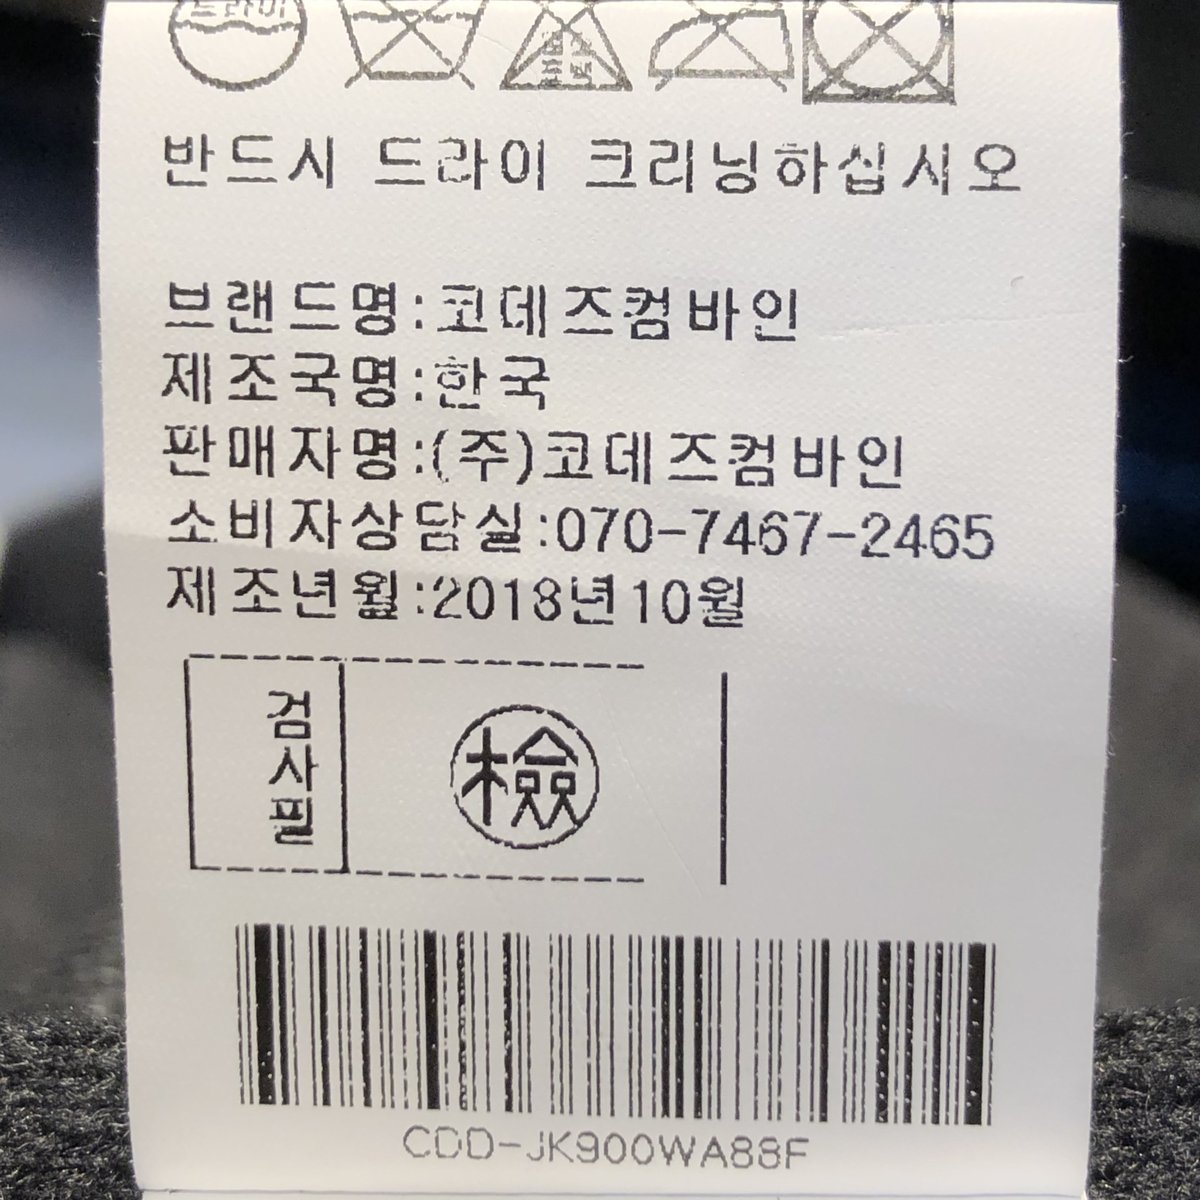 드라이
반드시 드라이 크리닝하십시오
브랜드명:코데즈컴바인
제조국명:한국
판매자명:(주)코데즈컴바인
소비자상담실:070-7467-2465
제조년월:2018년10월
검사필
檢
CDD-JK900WA88F